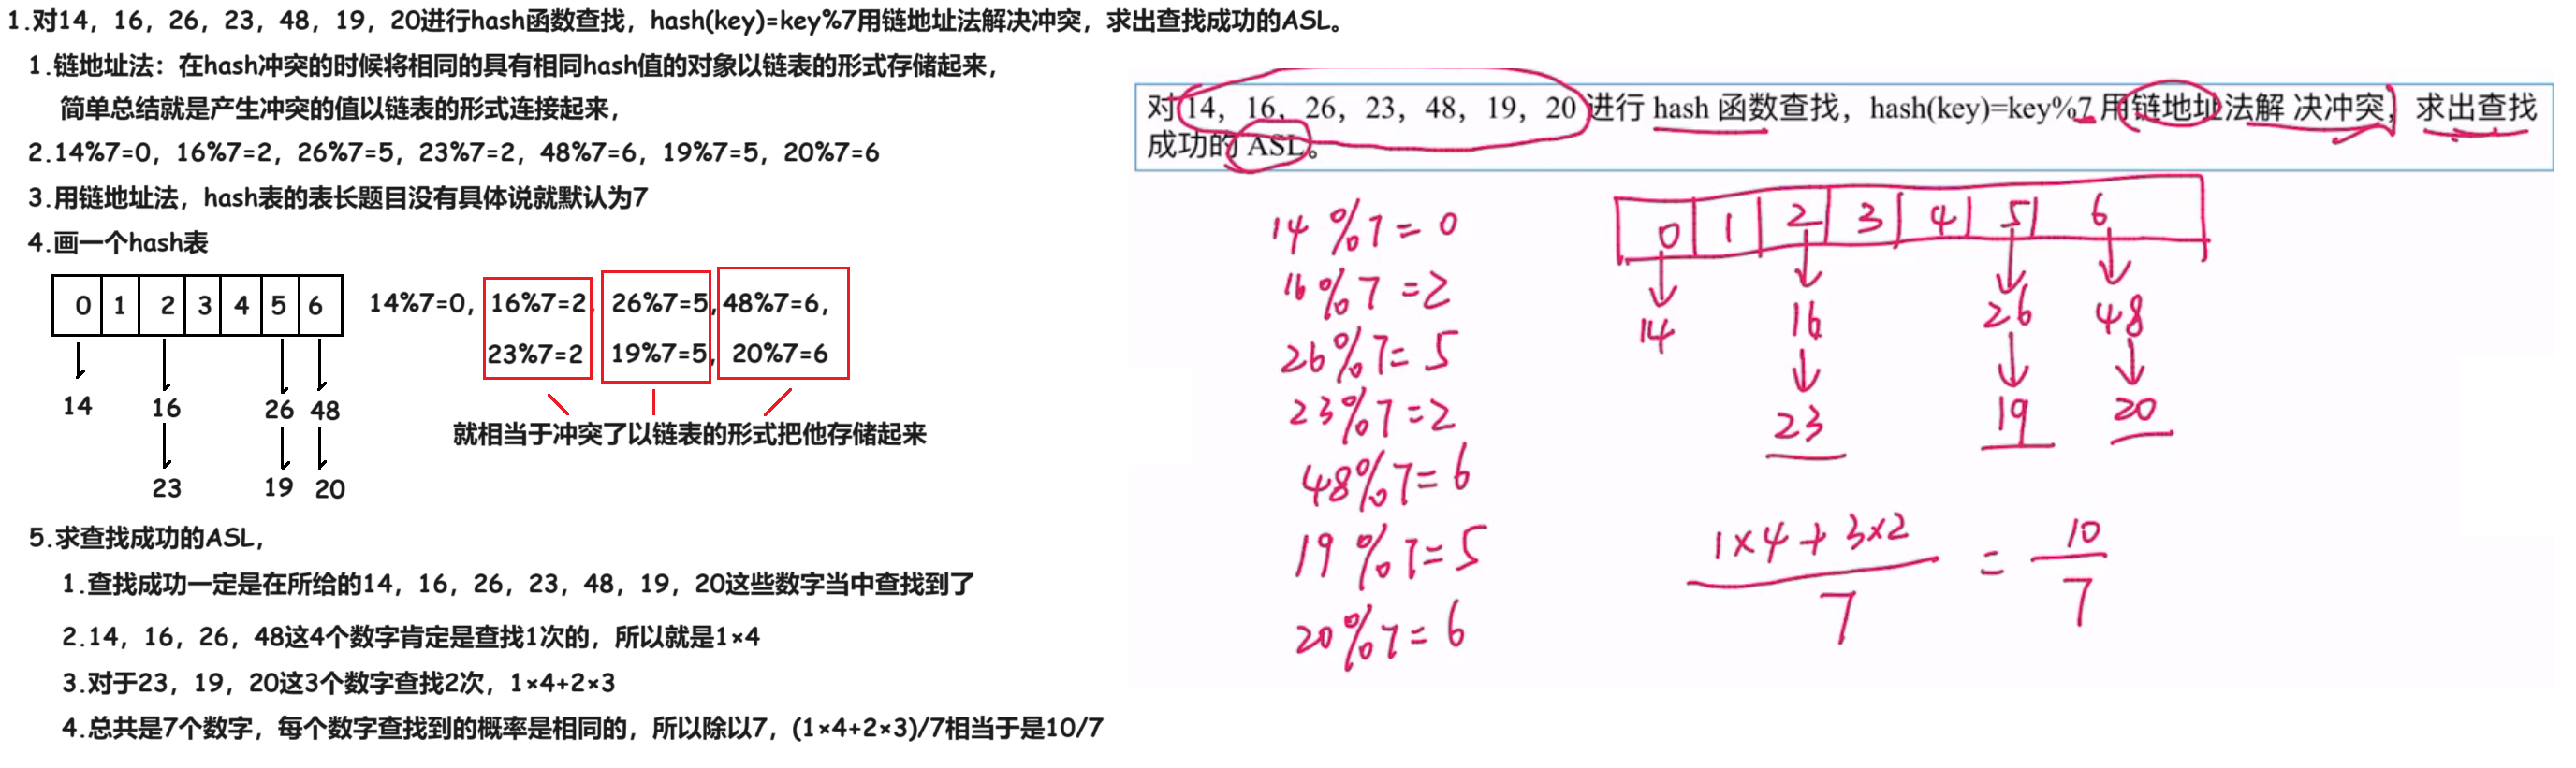 1.对14，16，26，23，48，19，20进行hash函数查找，hash(key)=key%7用链地址法解决冲突，求出查找成功的ASL。
1.链地址法：在hash冲突的时候将相同的具有相同hash值的对象以链表的形式存储起来，
简单总结就是产生冲突的值以链表的形式连接起来，
2.14%7=0，16%7=2，26%7=5，23%7=2，48%7=6，19%7=5，20%7=6
3.用链地址法，hash表的表长题目没有具体说就默认为7
4.画一个hash表
0 1 2 3 4 5 6
14 16 26 48
23 19 20
14%7=0, 16%7=2, 26%7=5, 48%7=6,
23%7=2 19%7=5, 20%7=6
就相当于冲突了以链表的形式把他存储起来
5.求查找成功的ASL，
1.查找成功一定是在所给的14，16，26，23，48，19，20这些数字当中查找到了
2.14，16，26，48这4个数字肯定是查找1次的，所以就是1×4
3.对于23，19，20这3个数字查找2次，1×4+2×3
4.总共是7个数字，每个数字查找到的概率是相同的，所以除以7，(1×4+2×3)/7相当于是10/7
对 14， 16， 26， 23， 48， 19， 20 进行 hash 函数查找，hash(key)=key%7 用链地址法解 决冲突， 求出查找
成功的 ASL。
14%7=0
16%7=2
26%7=5
23%7=2
48%7=6
19%7=5
20%7=6
0 1 2 3 4 5 6
14 16 26 48
23 19 20
1×4+3×2 = 10
7 7